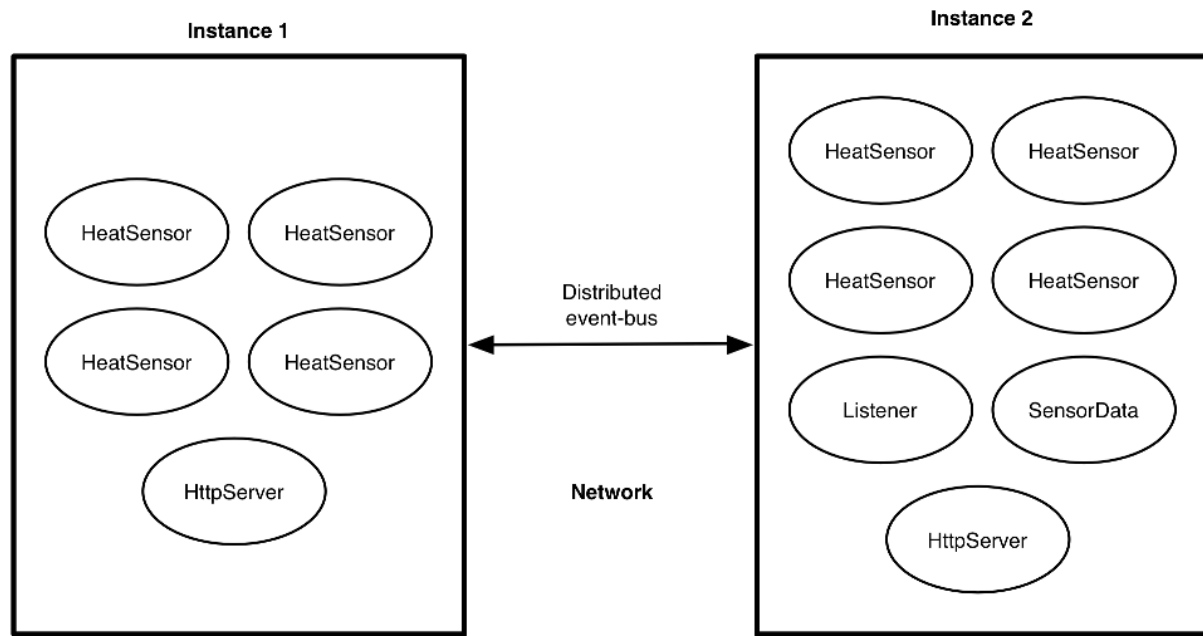 Instance 1
HeatSensor
HeatSensor
HeatSensor
HeatSensor
HttpServer
Distributed
event-bus
Network
Instance 2
HeatSensor
HeatSensor
HeatSensor
HeatSensor
Listener
SensorData
HttpServer